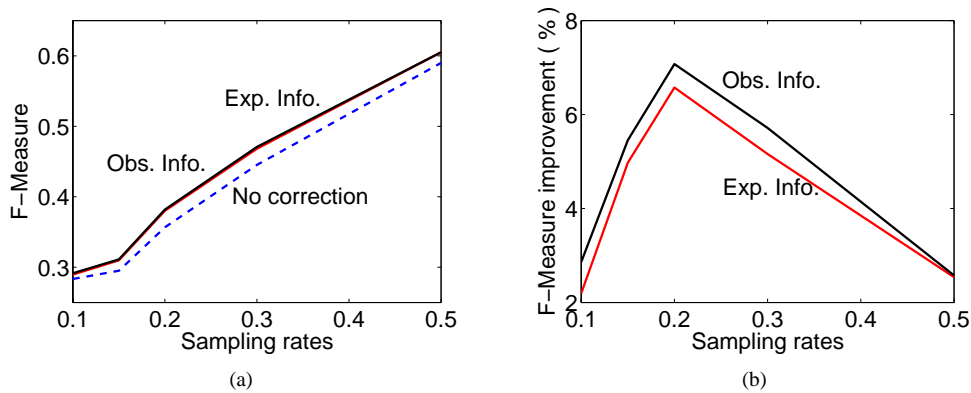 F-Measure
0.6
0.5
0.4
0.3
Exp. Info.
Obs. Info.
No correction
0.1 0.2 0.3 0.4 0.5
Sampling rates
(a)
F-Measure improvement ( % )
8
6
4
2
Obs. Info.
Exp. Info.
0.1 0.2 0.3 0.4 0.5
Sampling rates
(b)